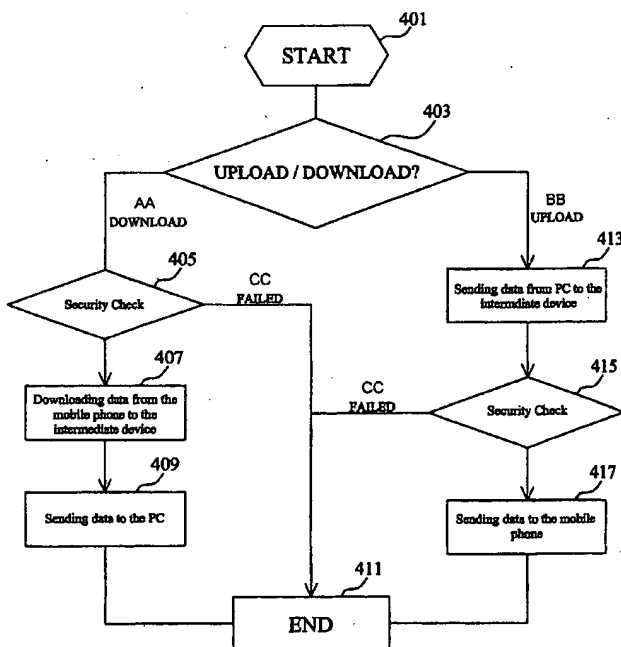 401
START
403
UPLOAD / DOWNLOAD?
AA
DOWNLOAD
BB
UPLOAD
405
Security Check
CC
FAILED
413
Sending data from PC to the
intermdiate device
407
Downloading data from the
mobile phone to the
intermediate device
CC
FAILED
415
Security Check
409
Sending data to the PC
417
Sending data to the mobile
phone
411
END